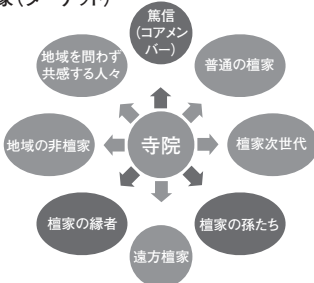 家（ターゲット）
篤信
（コアメン
バー）
地域を問わず
共感する人々
普通の檀家
地域の非檀家
寺院
檀家次世代
檀家の縁者
檀家の孫たち
遠方檀家